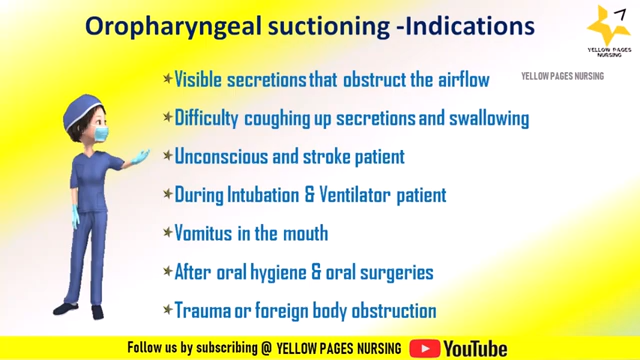 Oropharyngeal suctioning -Indications
YELLOW PAGES
NURSING
YELLOW PAGES NURSING
Visible secretions that obstruct the airflow
Difficulty coughing up secretions and swallowing
Unconscious and stroke patient
During Intubation & Ventilator patient
Vomitus in the mouth
After oral hygiene & oral surgeries
Trauma or foreign body obstruction
Follow us by subscribing @ YELLOW PAGES NURSING YouTube